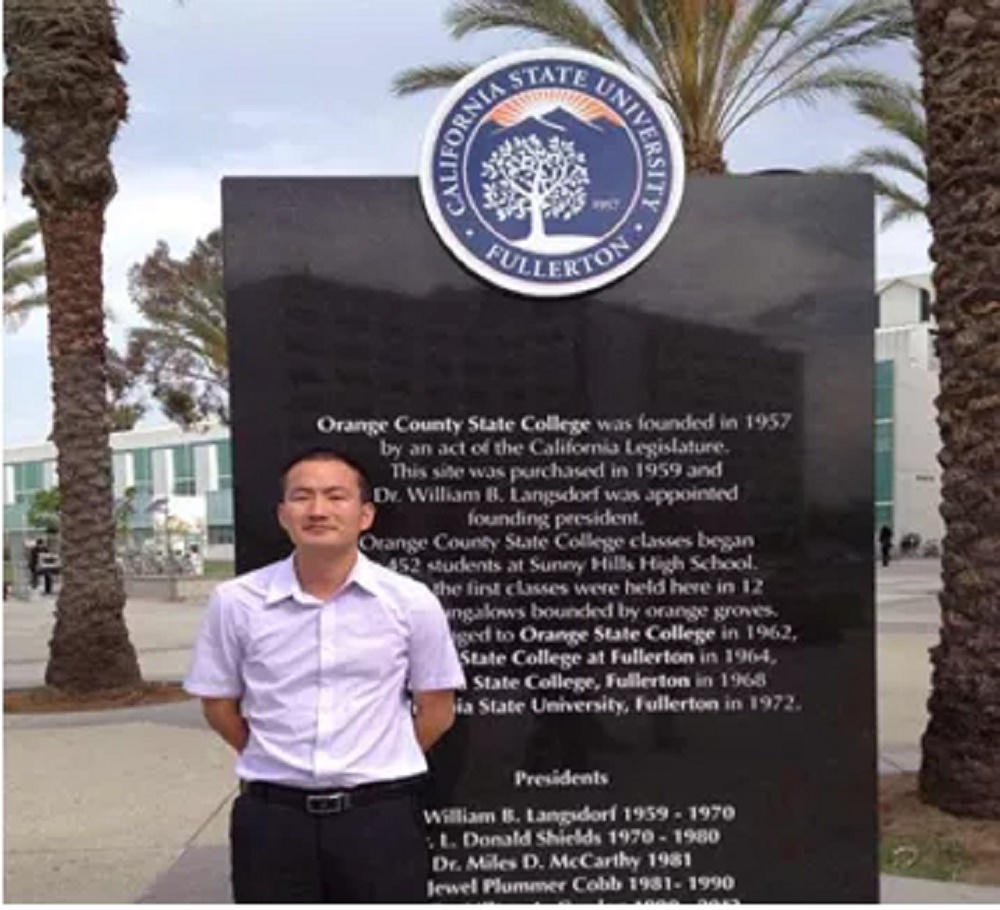 CALIFORNIA STATE UNIVERSITY
1957
FULLERTON
Orange County State College was founded in 1957
by an act of the California Legislature.
This site was purchased in 1959 and
Dr. William B. Langsdorf was appointed
founding president.
Orange County State College classes began
452 students at Sunny Hills High School.
the first classes were held here in 12
ngalows bounded by orange groves.
ged to Orange State College in 1962,
State College at Fullerton in 1964,
State College, Fullerton in 1968
ia State University, Fullerton in 1972.
Presidents
William B. Langsdorf 1959 - 1970
. L. Donald Shields 1970 - 1980
Dr. Miles D. McCarthy 1981
Jewel Plummer Cobb 1981- 1990